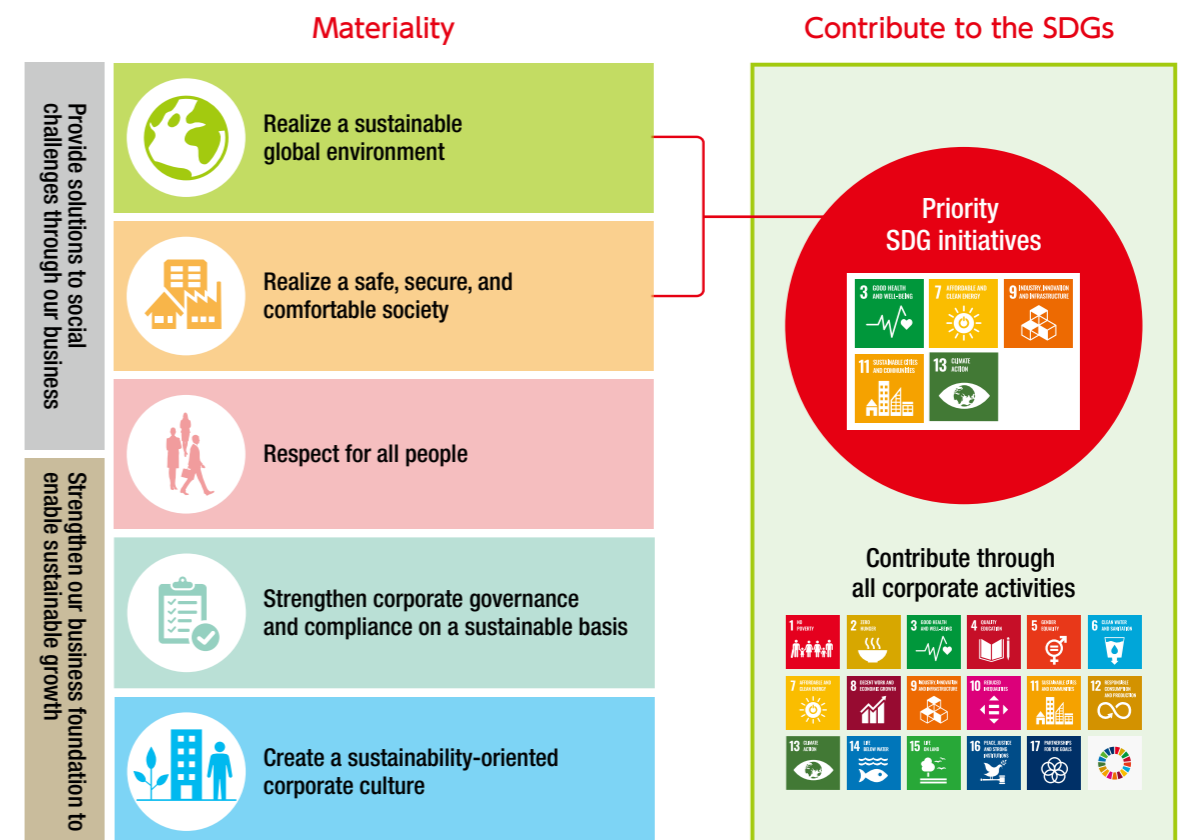 Materiality
Contribute to the SDGs
Provide solutions to social
challenges through our business
Realize a sustainable
global environment
Realize a safe, secure, and
comfortable society
Respect for all people
Strengthen our business foundation to
enable sustainable growth
Strengthen corporate governance
and compliance on a sustainable basis
Create a sustainability-oriented
corporate culture
Priority
SDG initiatives
3 GOOD HEALTH
AND WELL-BEING
7 AFFORDABLE AND
CLEAN ENERGY
9 INDUSTRY, INNOVATION
AND INFRASTRUCTURE
11 SUSTAINABLE CITIES
AND COMMUNITIES
13 CLIMATE
ACTION
Contribute through
all corporate activities
1 NO
POVERTY
2 ZERO
HUNGER
3 GOOD HEALTH
AND WELL-BEING
4 QUALITY
EDUCATION
5 GENDER
EQUALITY
6 CLEAN WATER
AND SANITATION
7 AFFORDABLE AND
CLEAN ENERGY
8 DECENT WORK AND
ECONOMIC GROWTH
9 INDUSTRY, INNOVATION
AND INFRASTRUCTURE
10 REDUCED
INEQUALITIES
11 SUSTAINABLE CITIES
AND COMMUNITIES
12 RESPONSIBLE
CONSUMPTION
AND PRODUCTION
13 CLIMATE
ACTION
14 LIFE
BELOW WATER
15 LIFE
ON LAND
16 PEACE, JUSTICE
AND STRONG
INSTITUTIONS
17 PARTNERSHIPS
FOR THE GOALS